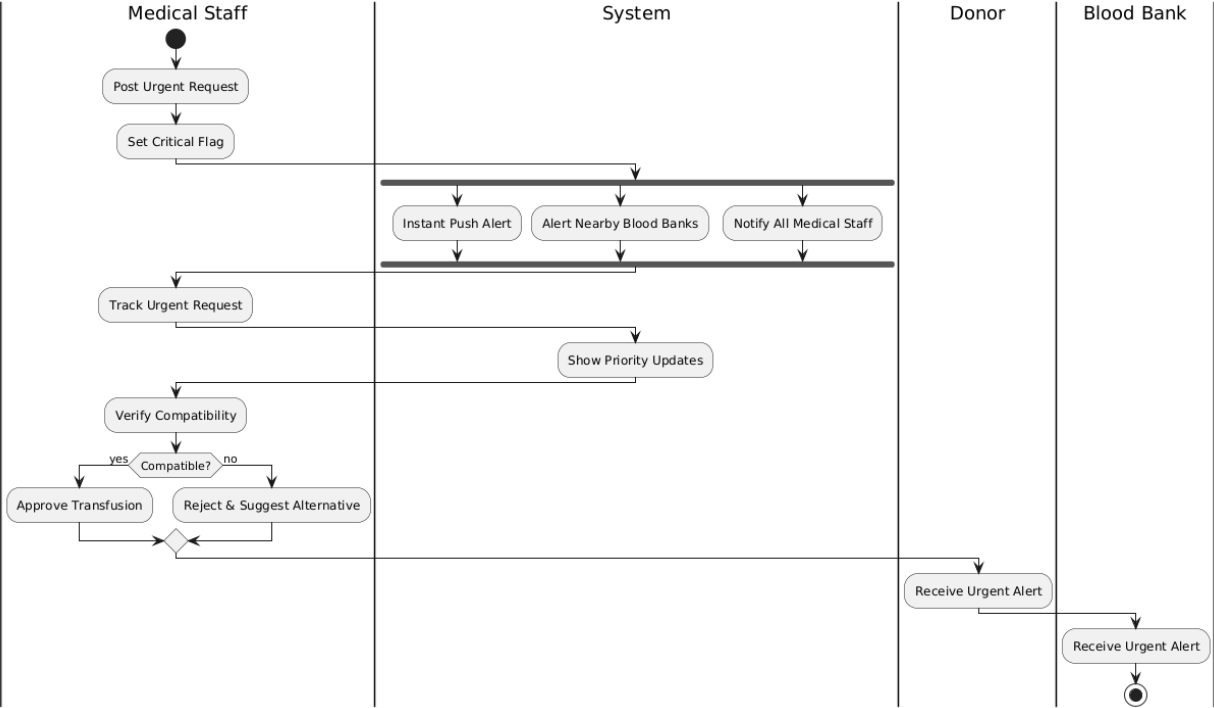 Medical Staff
System
Donor
Blood Bank
Post Urgent Request
Set Critical Flag
Instant Push Alert
Alert Nearby Blood Banks
Notify All Medical Staff
Track Urgent Request
Show Priority Updates
Verify Compatibility
yes
Compatible?
no
Approve Transfusion
Reject & Suggest Alternative
Receive Urgent Alert
Receive Urgent Alert